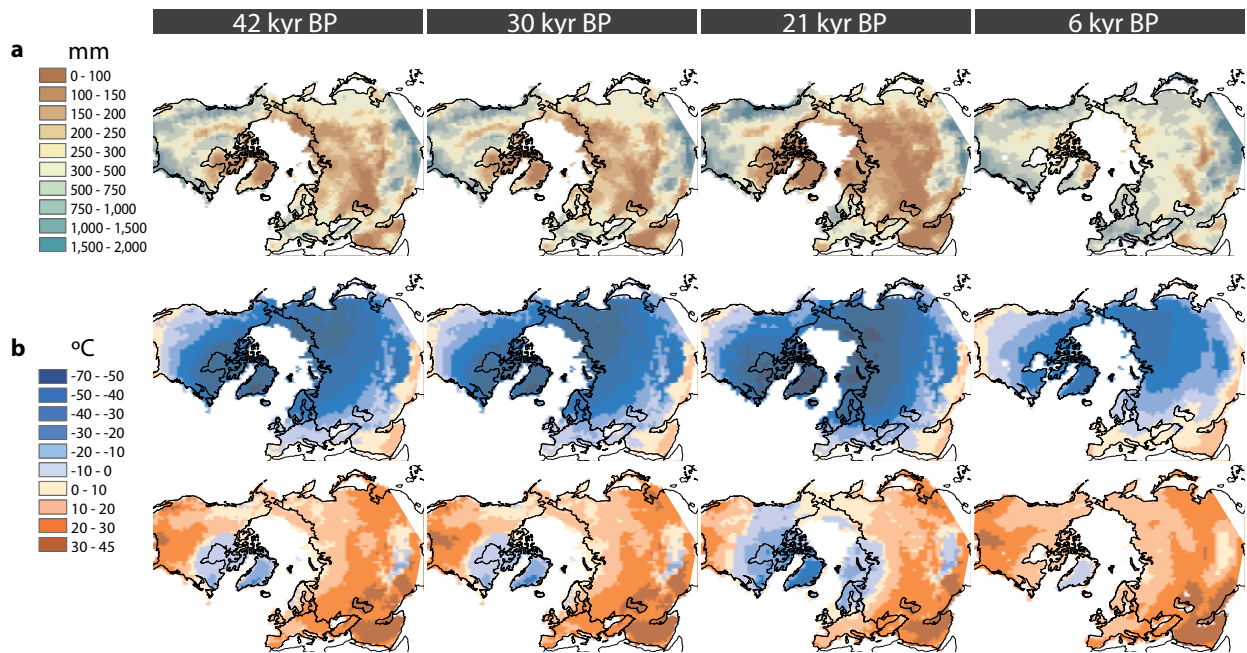 42 kyr BP
30 kyr BP
21 kyr BP
6 kyr BP
a
mm
0 - 100
100 - 150
150 - 200
200 - 250
250 - 300
300 - 500
500 - 750
750 - 1,000
1,000 - 1,500
1,500 - 2,000
b
ºC
-70 - -50
-50 - -40
-40 - -30
-30 - -20
-20 - -10
-10 - 0
0 - 10
10 - 20
20 - 30
30 - 45